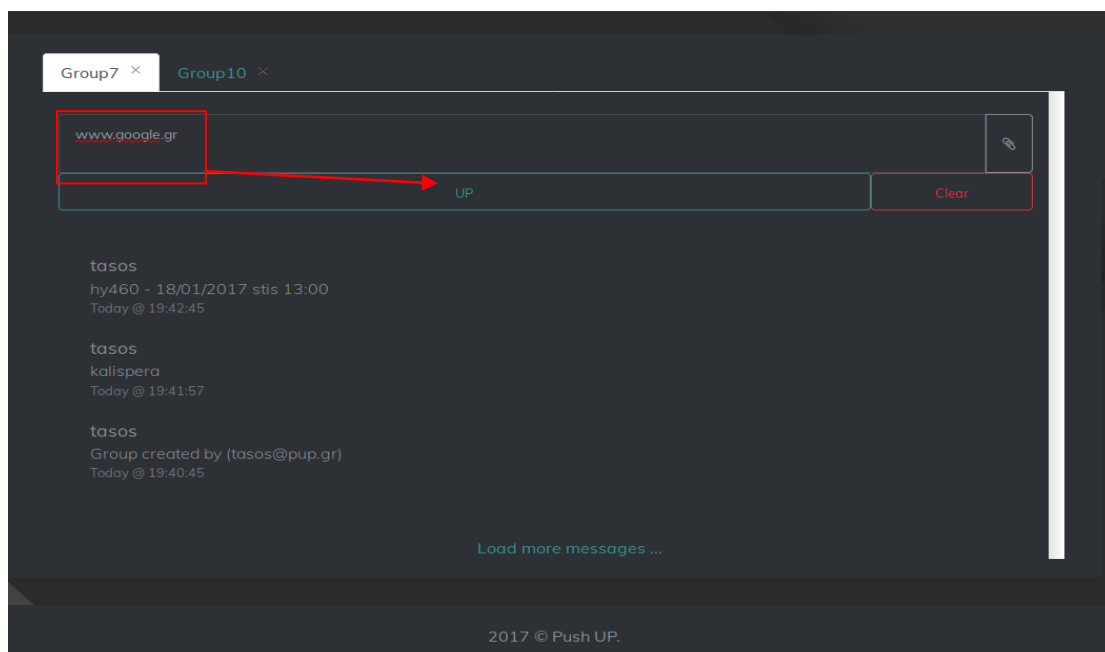 Group7 × Group10 ×
www.google.gr
UP Clear
tasos
hy460 - 18/01/2017 stis 13:00
Today @ 19:42:45
tasos
kalispera
Today @ 19:41:57
tasos
Group created by (tasos@pup.gr)
Today @ 19:40:45
Load more messages ...
2017 © Push UP.